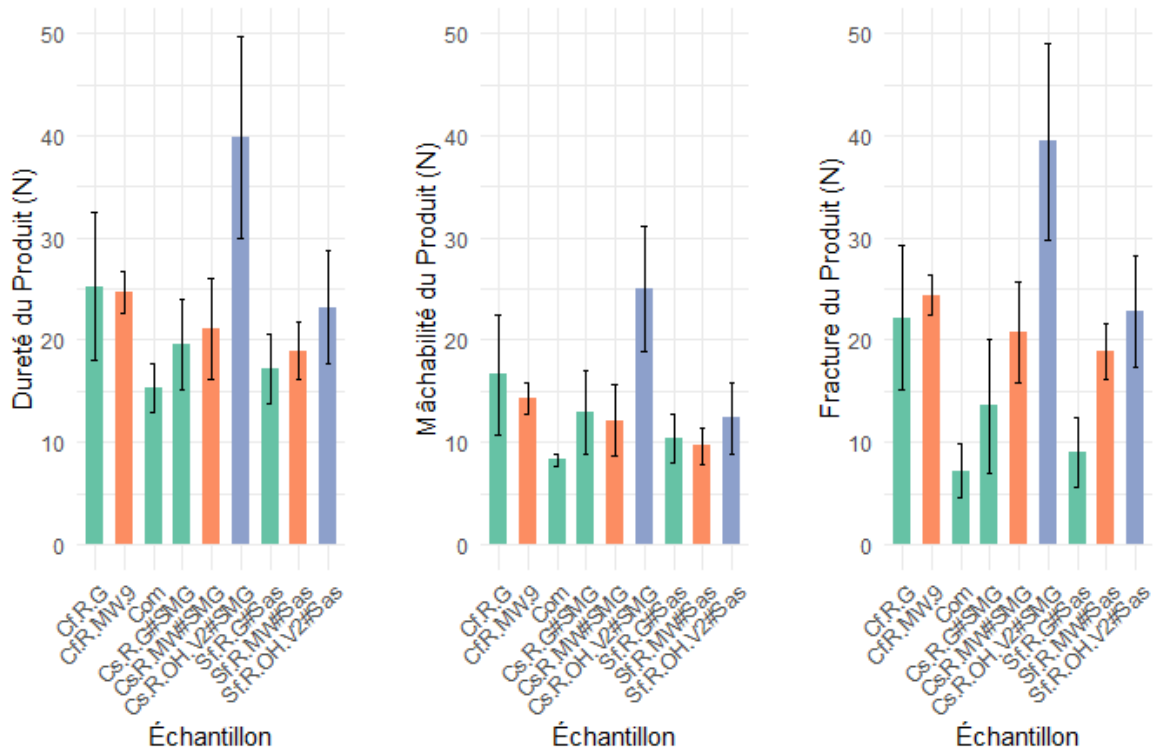 Dureté du Produit (N)
50
40
30
20
10
0
Cf.R.G
Cf.R.MW.g
Com
Cs.R.G#SMG
Cs.R.MW#SMG
Cs.R.OH.V2#SMG
Sf.R.G#Sas
Sf.R.MW#Sas
Sf.R.OH.V2#Sas
Échantillon
Mâchabilité du Produit (N)
50
40
30
20
10
0
Cf.R.G
Cf.R.MW.g
Com
Cs.R.G#SMG
Cs.R.MW#SMG
Cs.R.OH.V2#SMG
Sf.R.G#Sas
Sf.R.MW#Sas
Sf.R.OH.V2#Sas
Échantillon
Fracture du Produit (N)
50
40
30
20
10
0
Cf.R.G
Cf.R.MW.g
Com
Cs.R.G#SMG
Cs.R.MW#SMG
Cs.R.OH.V2#SMG
Sf.R.G#Sas
Sf.R.MW#Sas
Sf.R.OH.V2#Sas
Échantillon